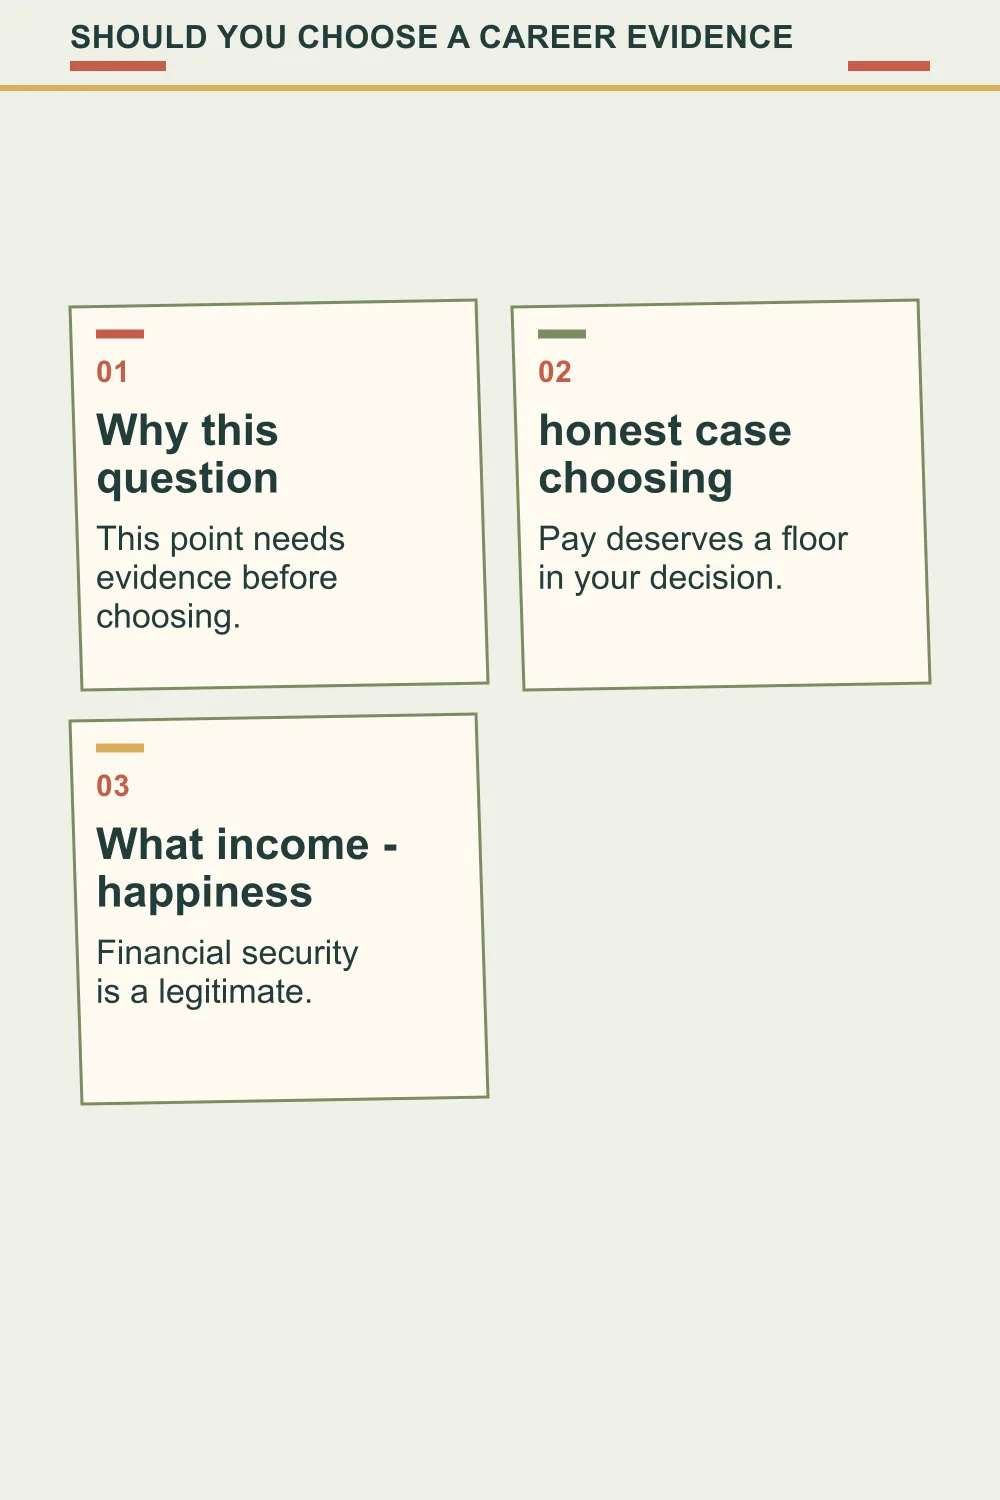 SHOULD YOU CHOOSE A CAREER EVIDENCE
01
Why this
question
This point needs
evidence before
choosing.
02
honest case
choosing
Pay deserves a floor
in your decision.
03
What income -
happiness
Financial security
is a legitimate.